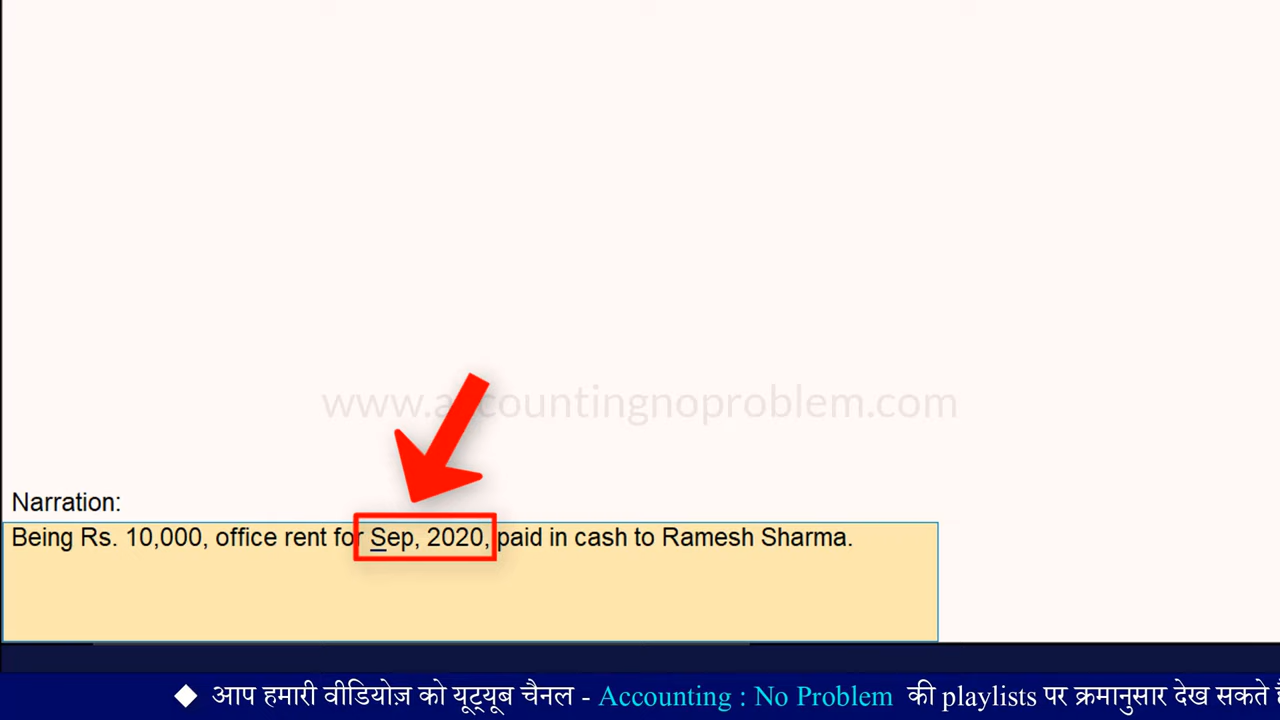 www.accountingnoproblem.com
Narration:
Being Rs. 10,000, office rent for Sep, 2020, paid in cash to Ramesh Sharma.
◆ आप हमारी वीडियोज़ को यूट्यूब चैनल - Accounting : No Problem की playlists पर क्रमानुसार देख सकते